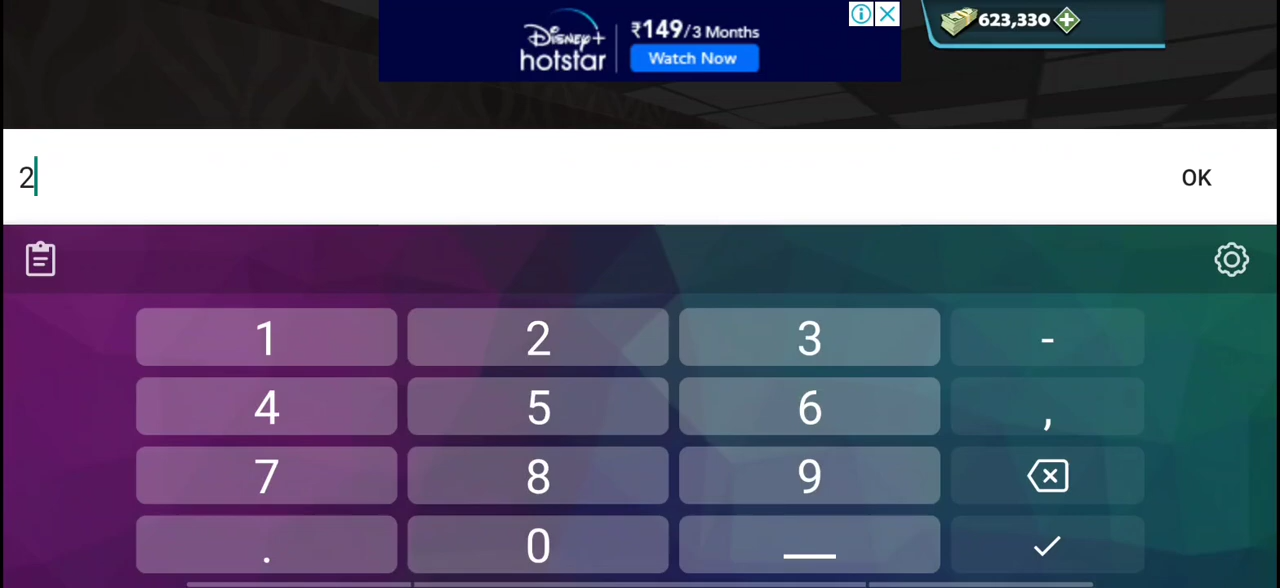 Disney+
hotstar
₹149/3 Months
Watch Now
623,330
2
OK
1 2 3 -
4 5 6 ,
7 8 9
. 0